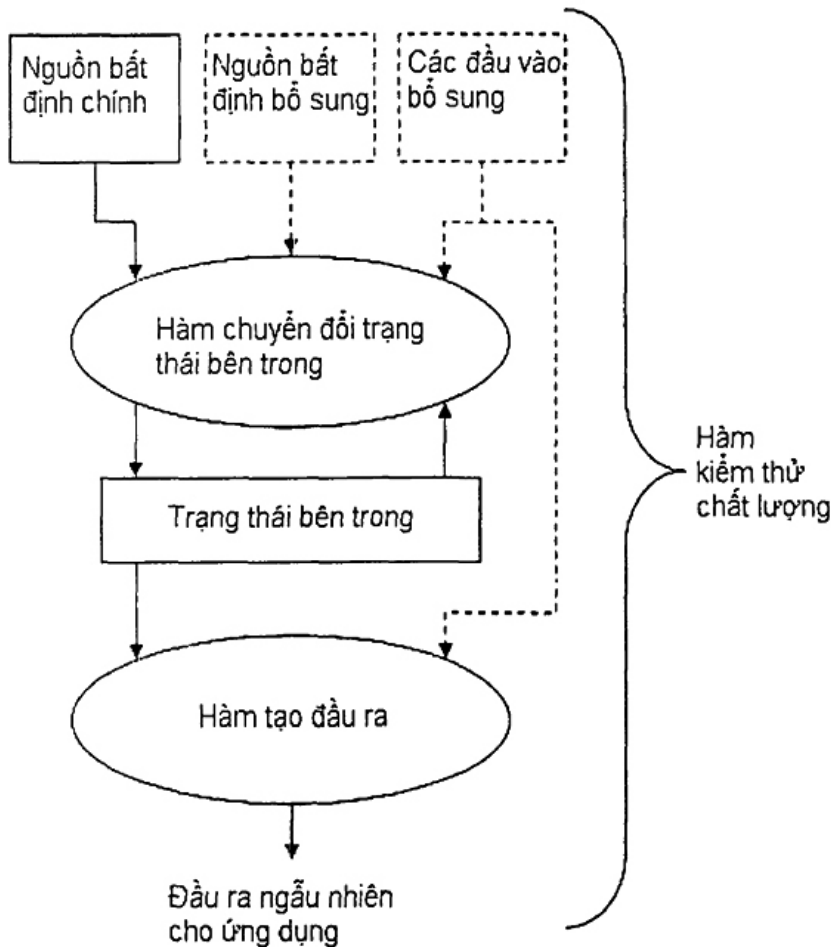 Nguồn bất
định chính
Nguồn bất
định bổ sung
Các đầu vào
bổ sung
Hàm chuyển đổi trạng
thái bên trong
Trạng thái bên trong
Hàm tạo đầu ra
Đầu ra ngẫu nhiên
cho ứng dụng
Hàm
kiểm thử
chất lượng